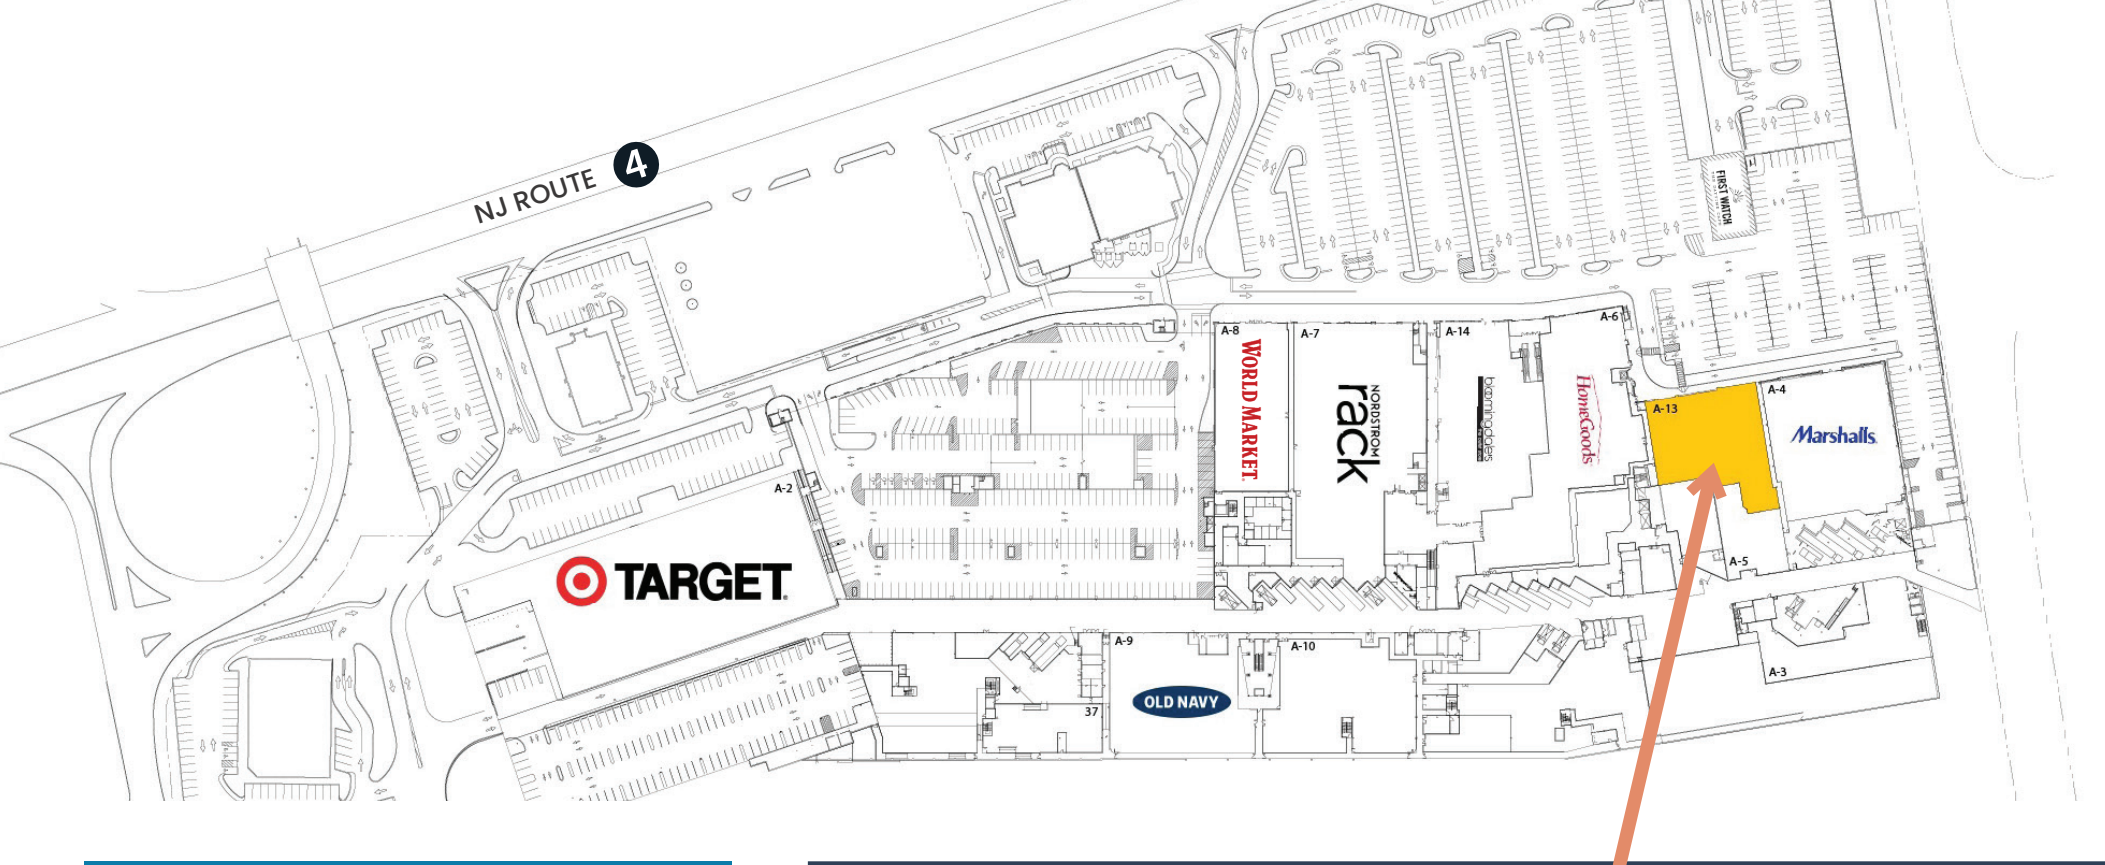 NJ ROUTE 4
FIRST WATCH
A-8
WORLD MARKET
A-7
NORDSTROM
rack
A-14
bloomingdales
A-6
HomeGoods
A-13
A-4
Marshalls
A-2
TARGET
A-5
A-9
A-10
OLD NAVY
37
A-3